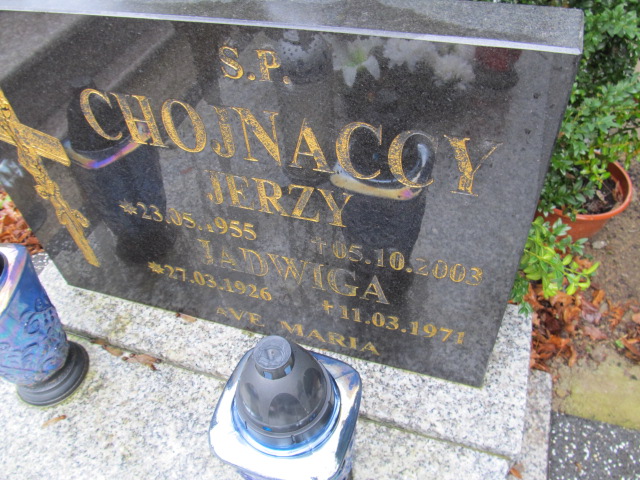 S.P.
CHOJNACCY
JERZY
*23.05.1955 †05.10.2003
JADWIGA
*27.03.1926 †11.03.1971
AVE MARIA